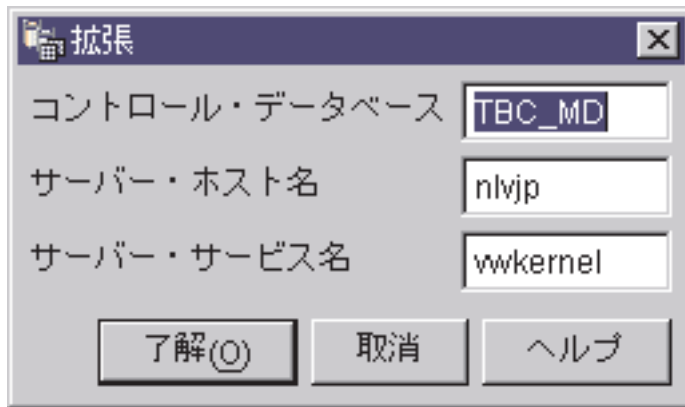 拡張
コントロール・データベース TBC_MD
サーバー・ホスト名 nlvjp
サーバー・サービス名 vwkernel
了解(O) 取消 ヘルプ